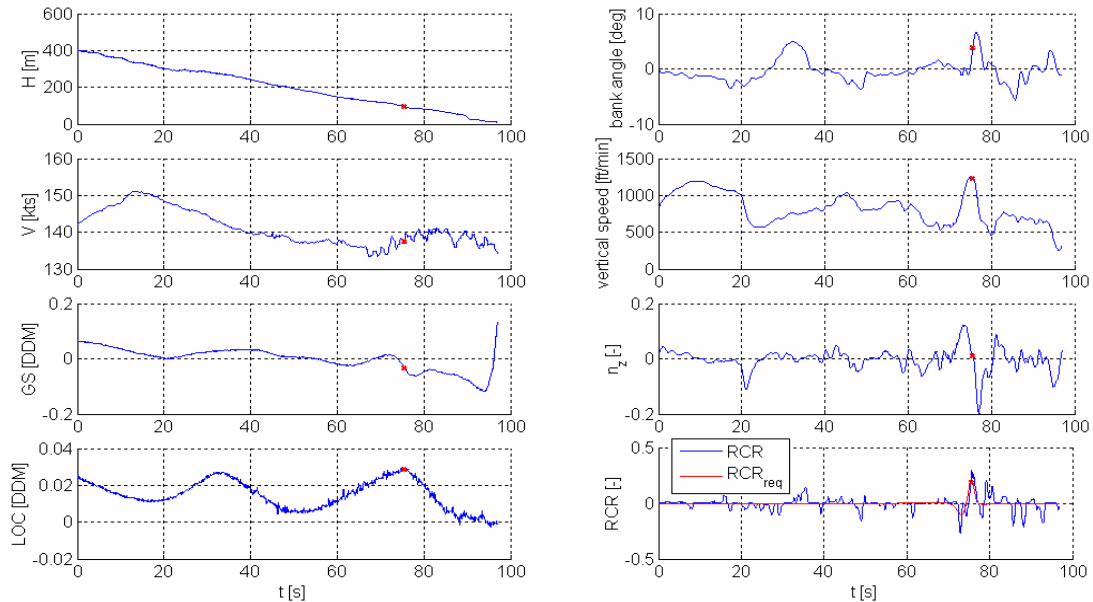 600
400
200
0
H [m]
0 20 40 60 80 100
160
150
140
130
V [kts]
0 20 40 60 80 100
0.2
0
-0.2
GS [DDM]
0 20 40 60 80 100
0.04
0.02
0
-0.02
LOC [DDM]
0 20 40 60 80 100
t [s]
10
0
-10
bank angle [deg]
0 20 40 60 80 100
1500
1000
500
0
vertical speed [ft/min]
0 20 40 60 80 100
0.2
0
-0.2
nz [-]
0 20 40 60 80 100
0.5
0
-0.5
RCR [-]
RCR
RCRreq
0 20 40 60 80 100
t [s]